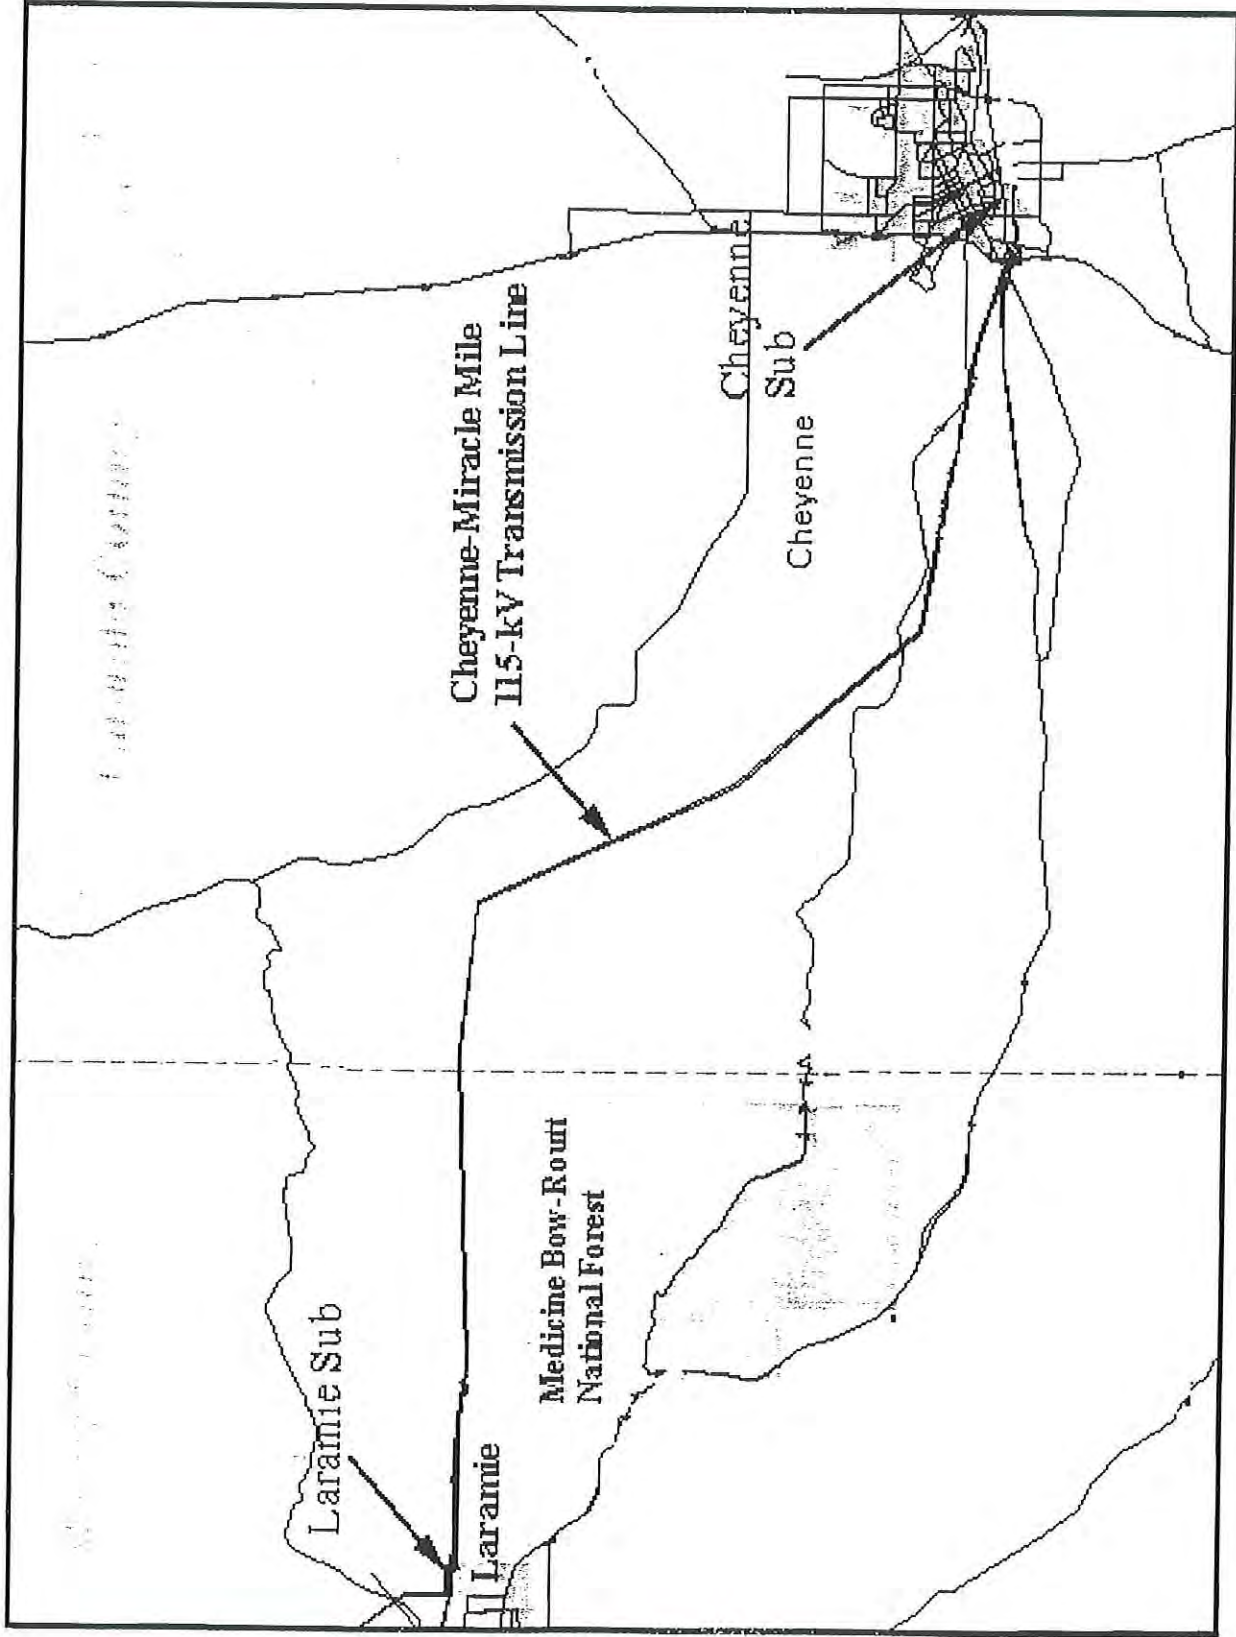 Laramie Sub
Laramie
Medicine Bow-Routt
National Forest
Cheyenne-Miracle Mile
115-kV Transmission Line
Cheyenne
Sub
Cheyenne